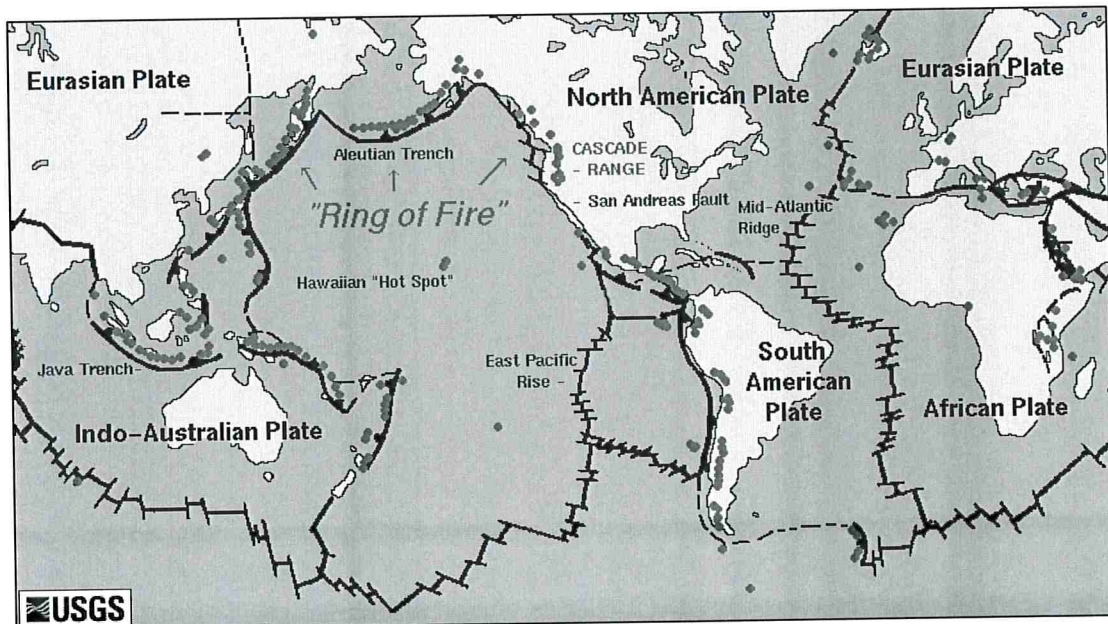 Eurasian Plate
North American Plate
Eurasian Plate
Aleutian Trench
CASCADE
- RANGE
- San Andreas Fault
"Ring of Fire"
Mid-Atlantic
Ridge
Hawaiian "Hot Spot"
Java Trench-
East Pacific
Rise -
South
American
Plate
Indo-Australian Plate
African Plate
USGS